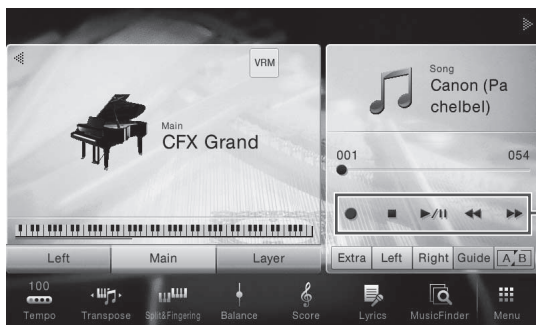 VRM
Main
CFX Grand
Left
Main
Layer
Song
Canon (Pa
chelbel)
001
054
Extra
Left
Right
Guide
A B
100
Tempo
Transpose
Split&Fingering
Balance
Score
Lyrics
MusicFinder
Menu